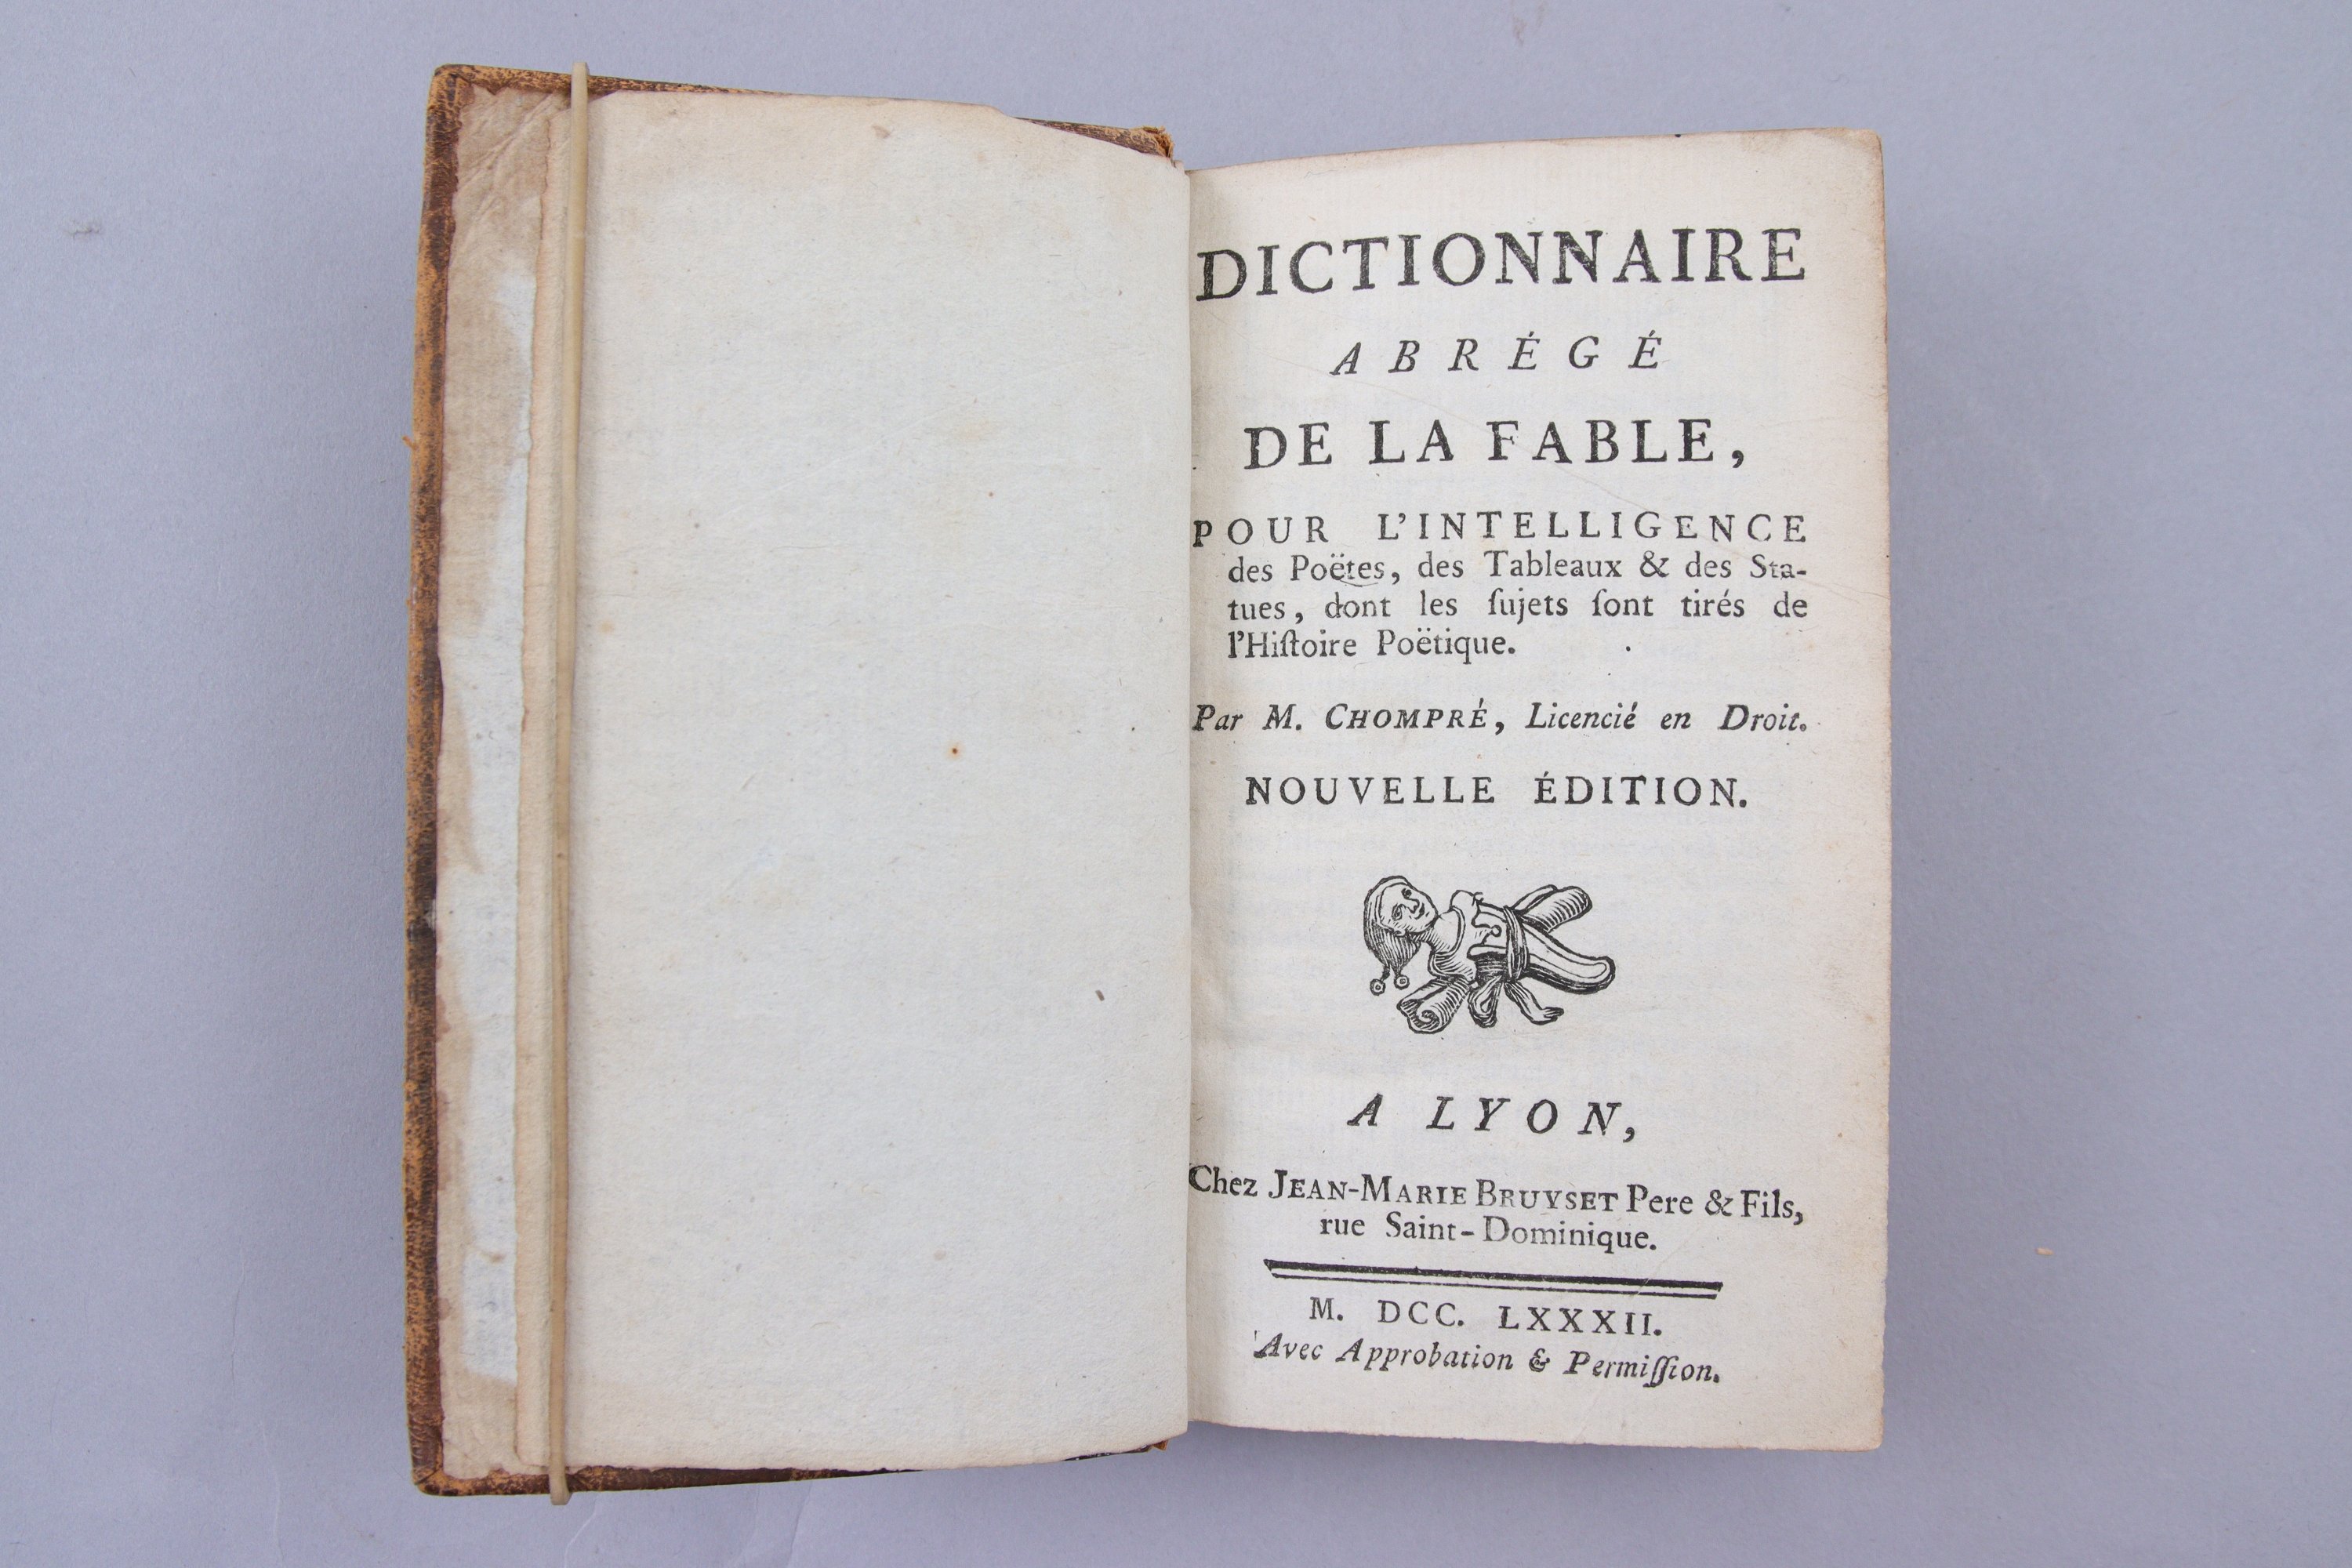 DICTIONNAIRE
ABRÉGÉ
DE LA FABLE,
POUR L'INTELLIGENCE
des Poëtes, des Tableaux & des Sta-
tues, dont les ſujets ſont tirés de
l'Hiſtoire Poëtique.
Par M. CHOMPRÉ, Licencié en Droit.
NOUVELLE ÉDITION.
A LYON,
Chez JEAN-MARIE BRUYSET Pere & Fils,
rue Saint-Dominique.
M. DCC. LXXXII.
Avec Approbation & Permiſſion.